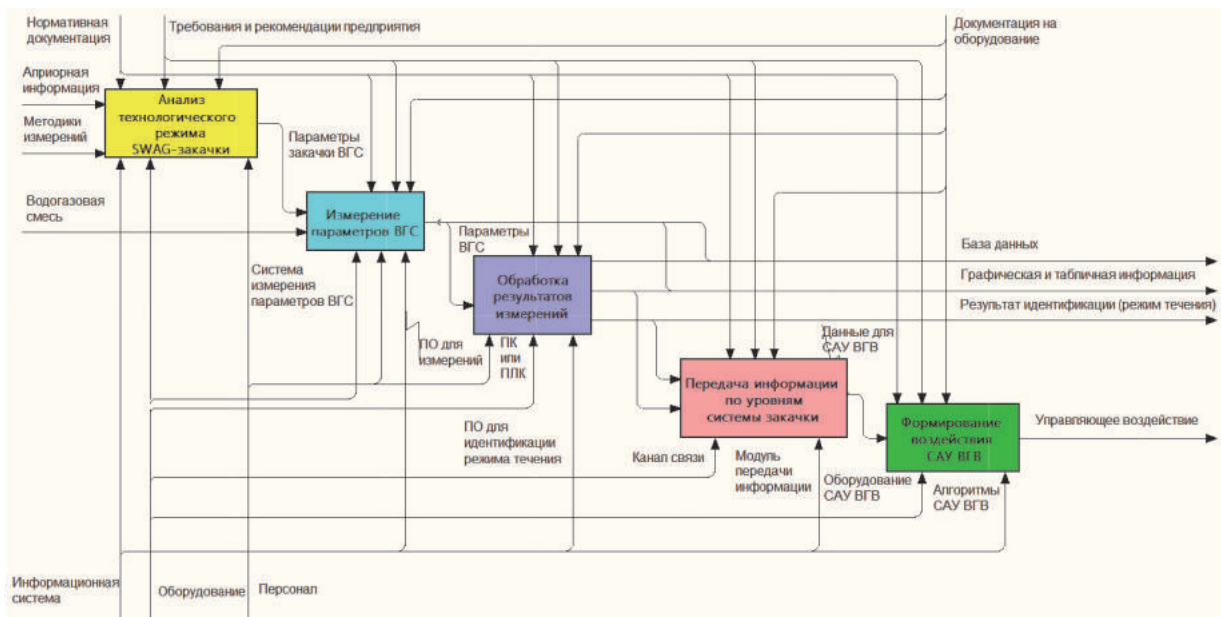 Нормативная
документация
Требования и рекомендации предприятия
Документация на
оборудование
Априорная
информация
Методики
измерений
Анализ
технологического
режима
SWAG-закачки
Параметры
закачки ВГС
Водогазовая
смесь
Измерение
параметров ВГС
Параметры
ВГС
Система
измерения
параметров ВГС
Обработка
результатов
измерений
База данных
Графическая и табличная информация
Результат идентификации (режим течения)
ПО для
измерений
ПК
или
ПЛК
Данные для
САУ ВГВ
Передача информации
по уровням
системы закачки
Формирование
воздействия
САУ ВГВ
Управляющее воздействие
ПО для
идентификации
режима течения
Канал связи
Модуль
передачи
информации
Оборудование
САУ ВГВ
Алгоритмы
САУ ВГВ
Информационная
система
Оборудование
Персонал